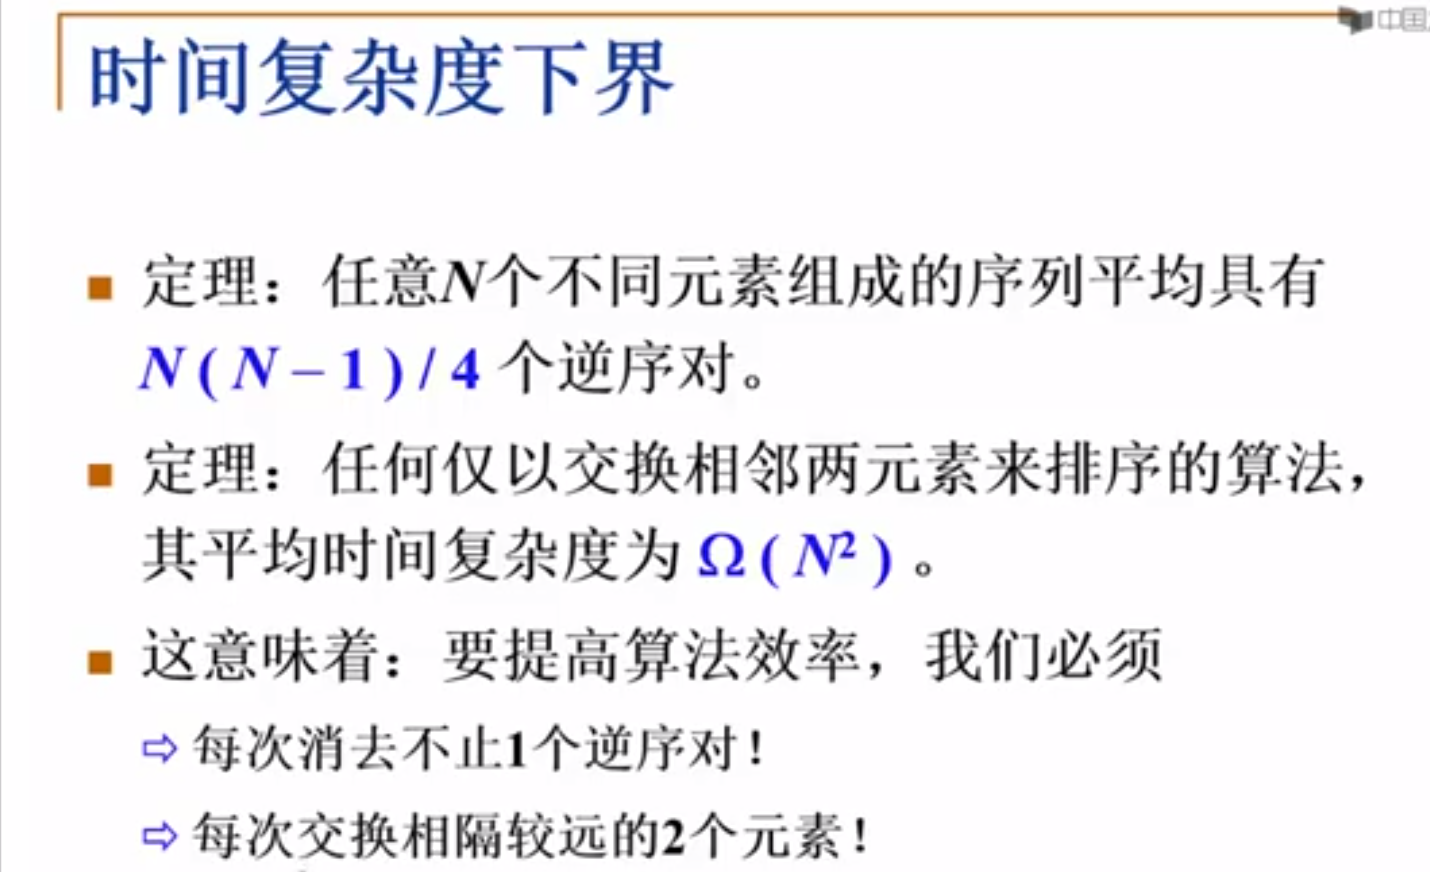 中国
时间复杂度下界
定理：任意N个不同元素组成的序列平均具有
N ( N – 1 ) / 4 个逆序对。
定理：任何仅以交换相邻两元素来排序的算法，
其平均时间复杂度为 Ω ( N² ) 。
这意味着：要提高算法效率，我们必须
⇨ 每次消去不止1个逆序对！
⇨ 每次交换相隔较远的2个元素！